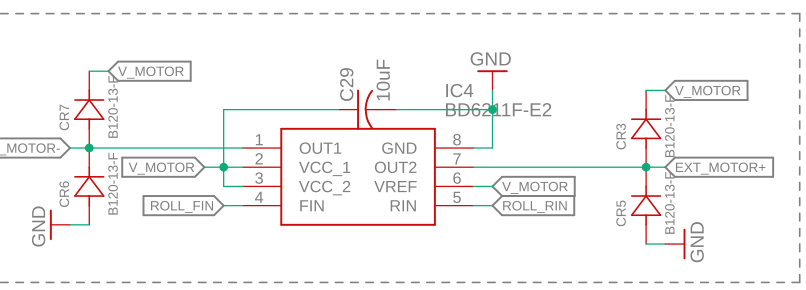 GND
C29
10uF
IC4
BD6211F-E2
V_MOTOR
CR7
B120-13-F
_MOTOR-
V_MOTOR
CR6
B120-13-F
GND
ROLL_FIN
1 OUT1 GND 8
2 VCC_1 OUT2 7
3 VCC_2 VREF 6
4 FIN RIN 5
V_MOTOR
ROLL_RIN
V_MOTOR
CR3
B120-13-F
EXT_MOTOR+
CR5
B120-13-F
GND